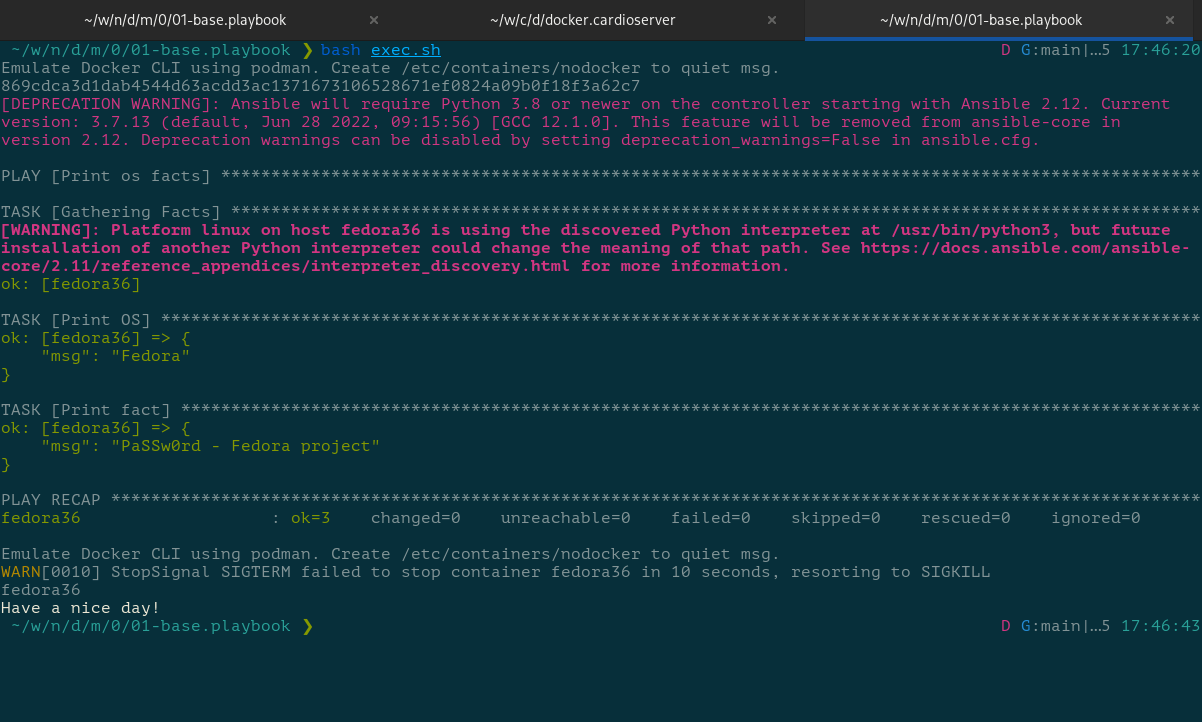 ~/w/n/d/m/0/01-base.playbook × ~/w/c/d/docker.cardioserver × ~/w/n/d/m/0/01-base.playbook ×
~/w/n/d/m/0/01-base.playbook ❯ bash exec.sh D G:main|…5 17:46:20
Emulate Docker CLI using podman. Create /etc/containers/nodocker to quiet msg.
869cdca3d1dab4544d63acdd3ac1371673106528671ef0824a09b0f18f3a62c7
[DEPRECATION WARNING]: Ansible will require Python 3.8 or newer on the controller starting with Ansible 2.12. Current
version: 3.7.13 (default, Jun 28 2022, 09:15:56) [GCC 12.1.0]. This feature will be removed from ansible-core in
version 2.12. Deprecation warnings can be disabled by setting deprecation_warnings=False in ansible.cfg.
PLAY [Print os facts] **************************************************************************************************
TASK [Gathering Facts] *************************************************************************************************
[WARNING]: Platform linux on host fedora36 is using the discovered Python interpreter at /usr/bin/python3, but future
installation of another Python interpreter could change the meaning of that path. See https://docs.ansible.com/ansible-
core/2.11/reference_appendices/interpreter_discovery.html for more information.
ok: [fedora36]
TASK [Print OS] ********************************************************************************************************
ok: [fedora36] => {
    "msg": "Fedora"
}
TASK [Print fact] ******************************************************************************************************
ok: [fedora36] => {
    "msg": "PaSSw0rd - Fedora project"
}
PLAY RECAP *************************************************************************************************************
fedora36                   : ok=3    changed=0    unreachable=0    failed=0    skipped=0    rescued=0    ignored=0
Emulate Docker CLI using podman. Create /etc/containers/nodocker to quiet msg.
WARN[0010] StopSignal SIGTERM failed to stop container fedora36 in 10 seconds, resorting to SIGKILL
fedora36
Have a nice day!
~/w/n/d/m/0/01-base.playbook ❯ D G:main|…5 17:46:43